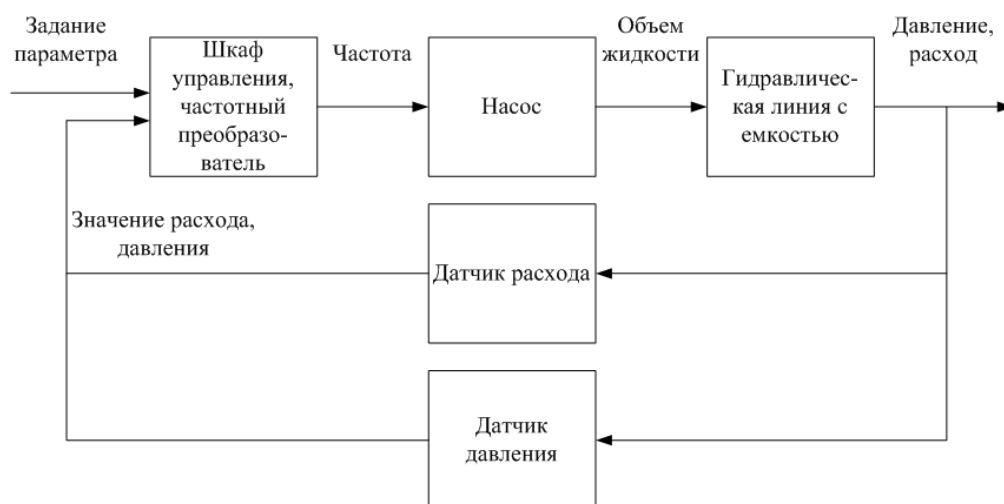 Задание
параметра
Шкаф
управления,
частотный
преобразо-
ватель
Частота
Насос
Объем
жидкости
Гидравличес-
кая линия с
емкостью
Давление,
расход
Значение расхода,
давления
Датчик расхода
Датчик
давления